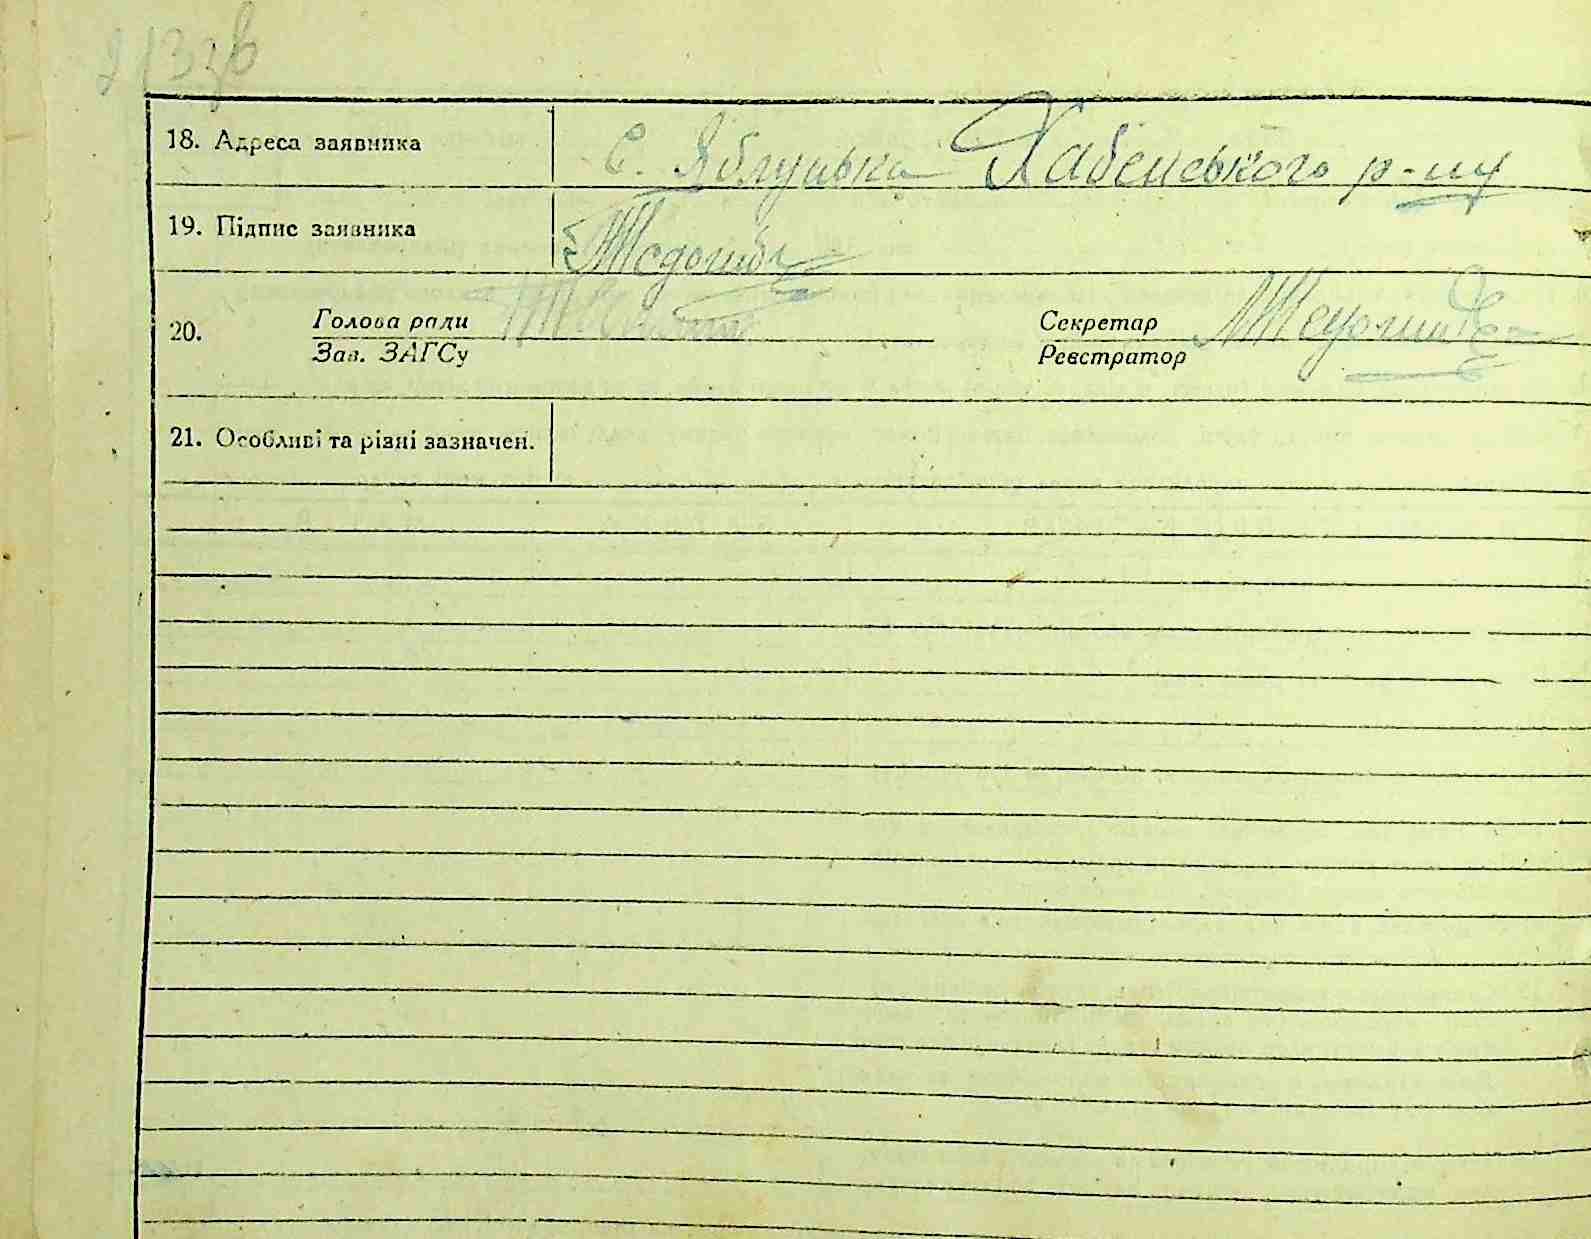 213зв
18. Адреса заявника с. Яблунька Хабенського р-ну
19. Підпис заявника
20. Голова ради Секретар
Зав. ЗАГСу Реєстратор
21. Особливі та різні зазначен.